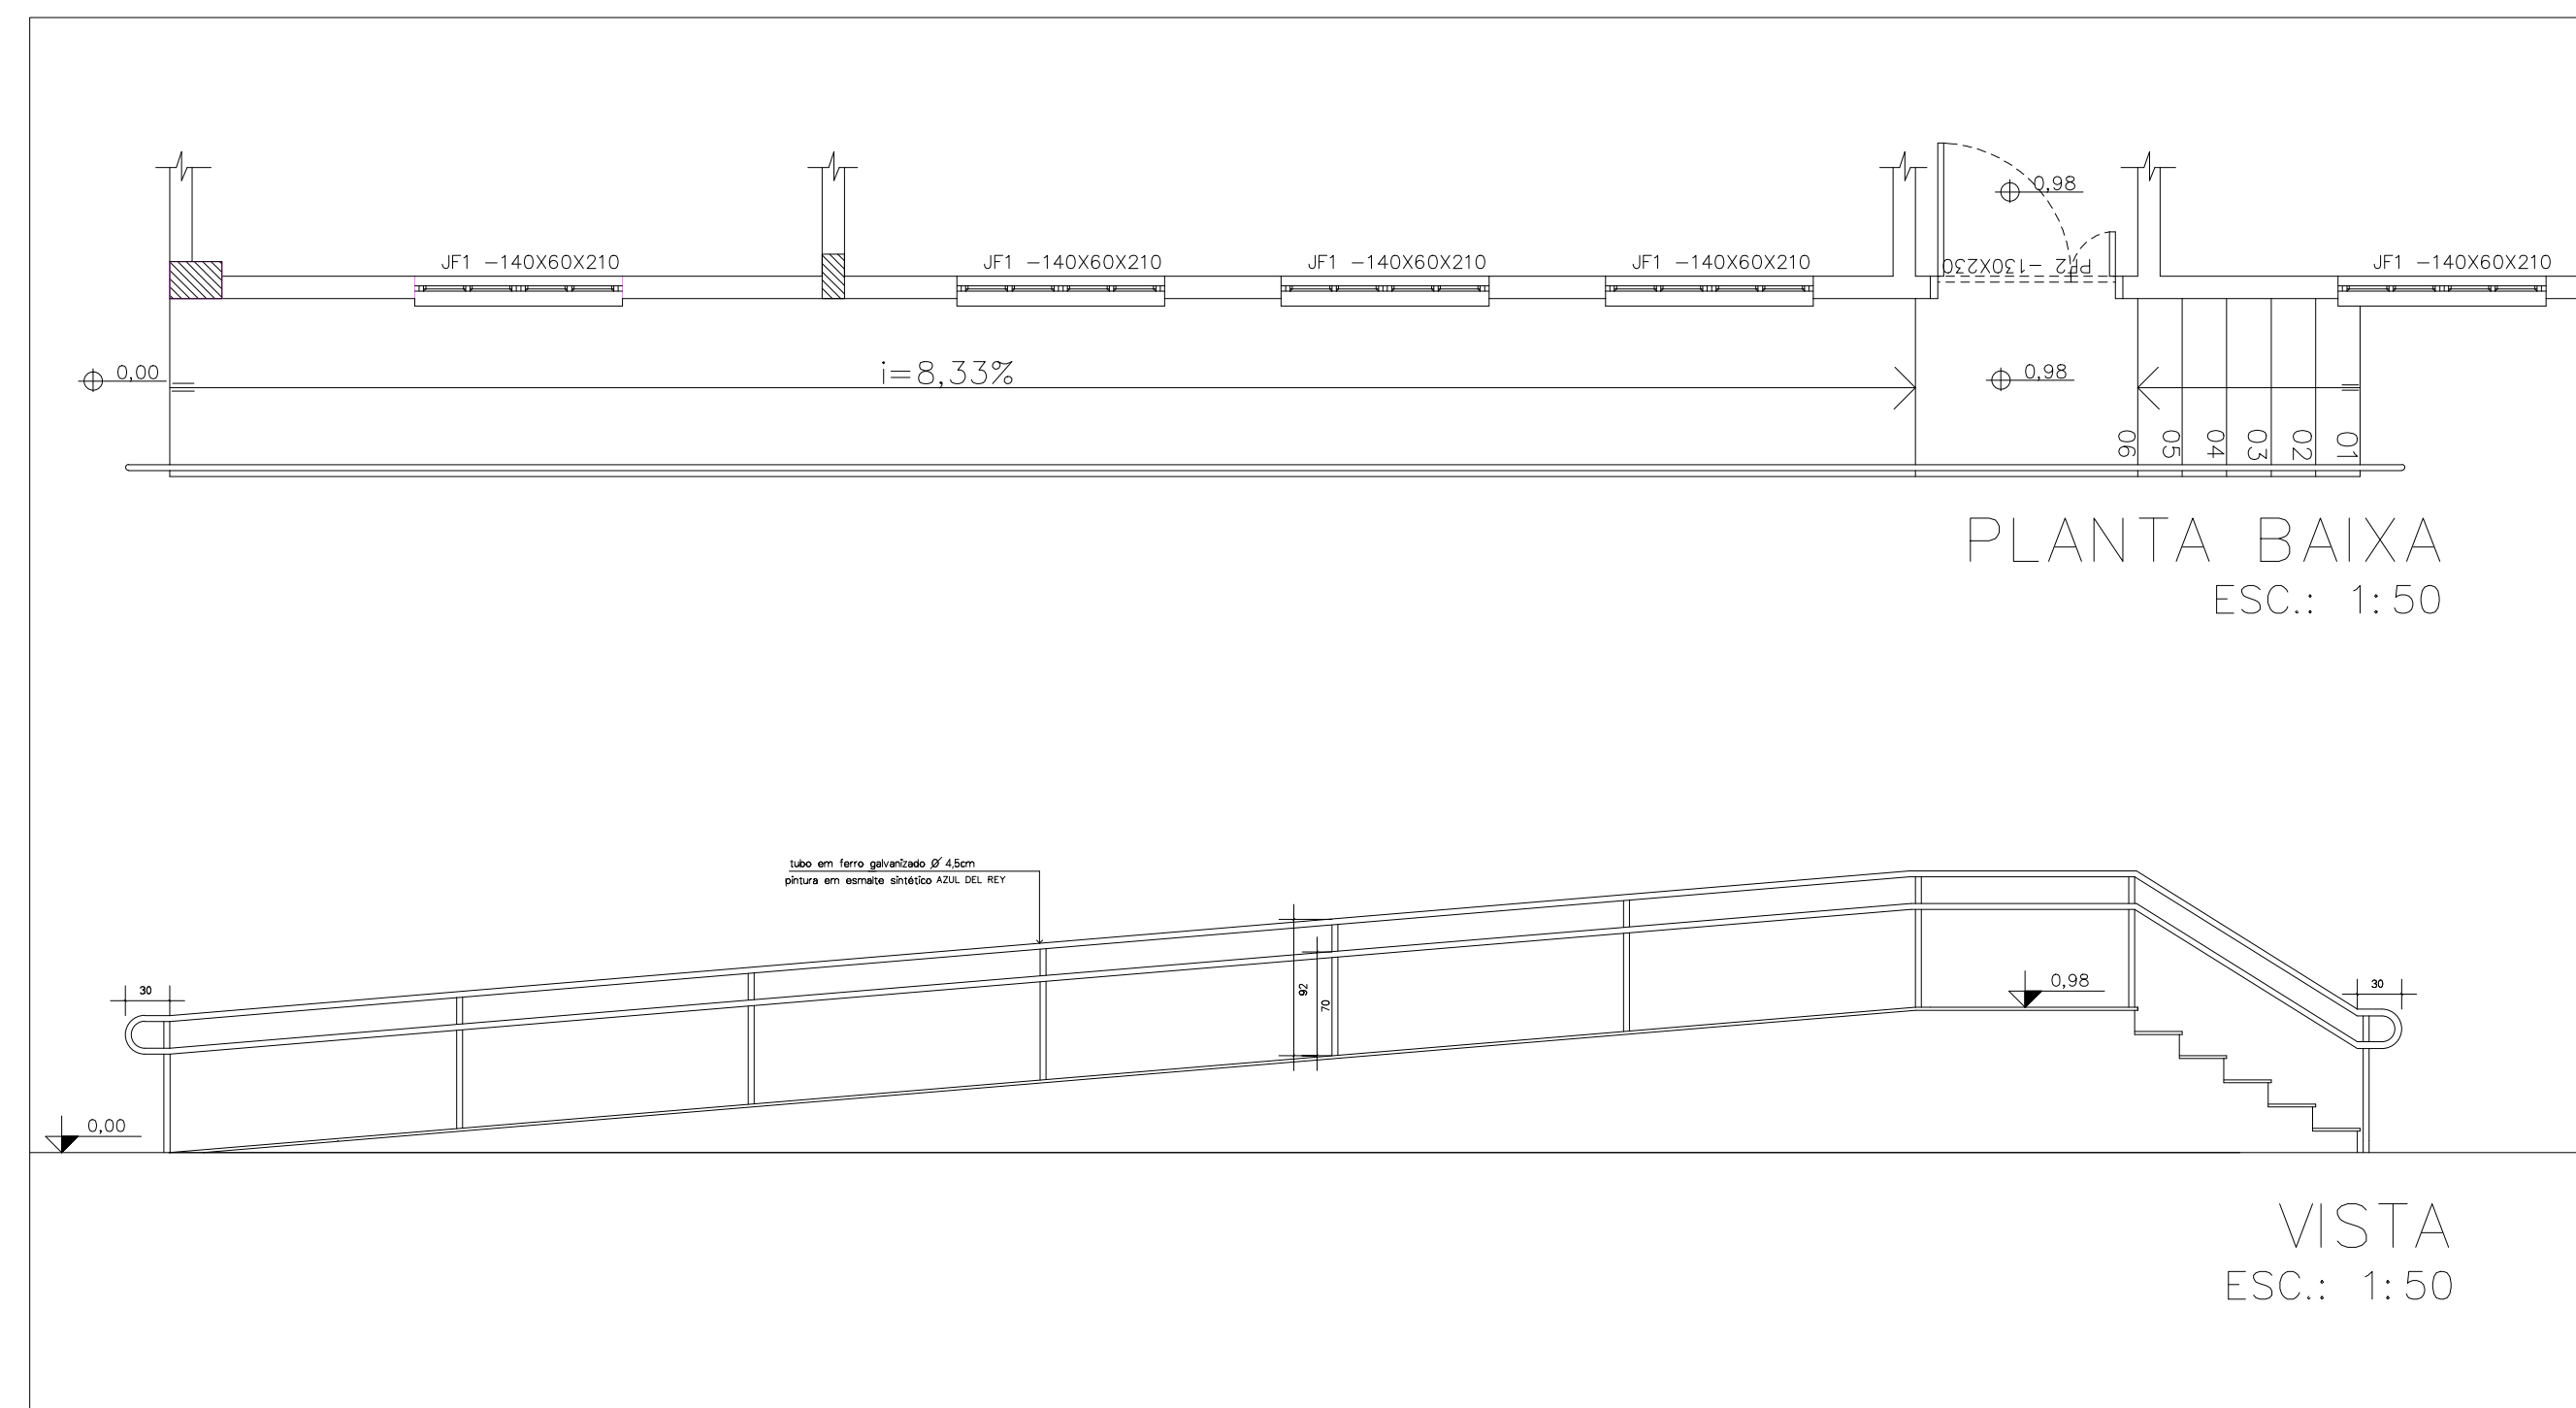 0,98
JF1 -140X60X210
JF1 -140X60X210
JF1 -140X60X210
JF1 -140X60X210
PF2 -130X230
JF1 -140X60X210
0,00
i=8,33%
0,98
06
05
04
03
02
01
PLANTA BAIXA
ESC.: 1:50
tubo em ferro galvanizado Ø 4,5cm
pintura em esmalte sintético AZUL DEL REY
30
92
70
0,98
30
0,00
VISTA
ESC.: 1:50